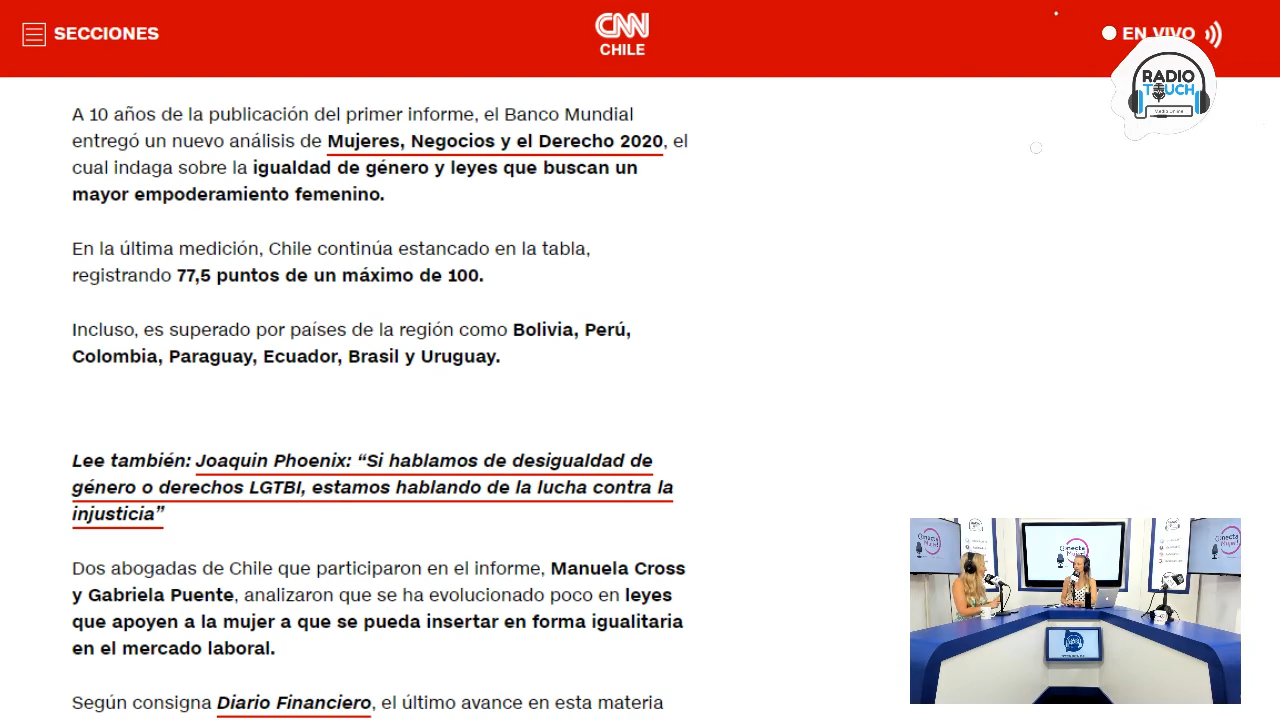 SECCIONES
CNN
CHILE
EN VIVO
RADIO
TOUCH
A 10 años de la publicación del primer informe, el Banco Mundial
entregó un nuevo análisis de Mujeres, Negocios y el Derecho 2020, el
cual indaga sobre la igualdad de género y leyes que buscan un
mayor empoderamiento femenino.
En la última medición, Chile continúa estancado en la tabla,
registrando 77,5 puntos de un máximo de 100.
Incluso, es superado por países de la región como Bolivia, Perú,
Colombia, Paraguay, Ecuador, Brasil y Uruguay.
Lee también: Joaquin Phoenix: “Si hablamos de desigualdad de
género o derechos LGTBI, estamos hablando de la lucha contra la
injusticia”
Dos abogadas de Chile que participaron en el informe, Manuela Cross
y Gabriela Puente, analizaron que se ha evolucionado poco en leyes
que apoyen a la mujer a que se pueda insertar en forma igualitaria
en el mercado laboral.
Según consigna Diario Financiero, el último avance en esta materia
Conecta
Mujer